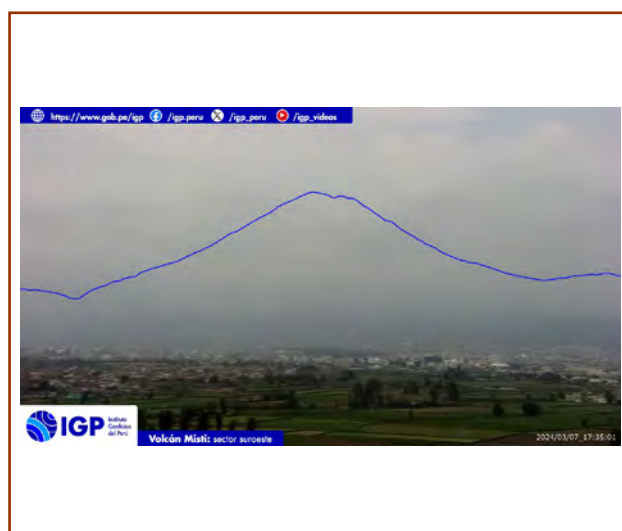 https://www.gob.pe/igp /igp.peru /igp_peru /igp_videos
IGP
Instituto
Geofísico
del Perú
Volcán Misti: sector suroeste
2024/03/07_17:35:01